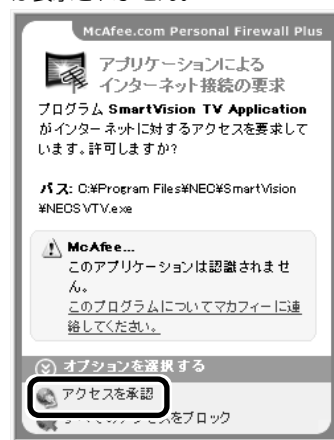 McAfee.com Personal Firewall Plus
アプリケーションによる
インターネット接続の要求
プログラム SmartVision TV Application
がインターネットに対するアクセスを要求して
います。許可しますか?
パス: C:¥Program Files¥NEC¥SmartVision
¥NECSVTV.exe
McAfee...
このアプリケーションは認識されませ
ん。
このプログラムについてマカフィーに連
絡してください。
オプションを選択する
アクセスを承認
をブロック